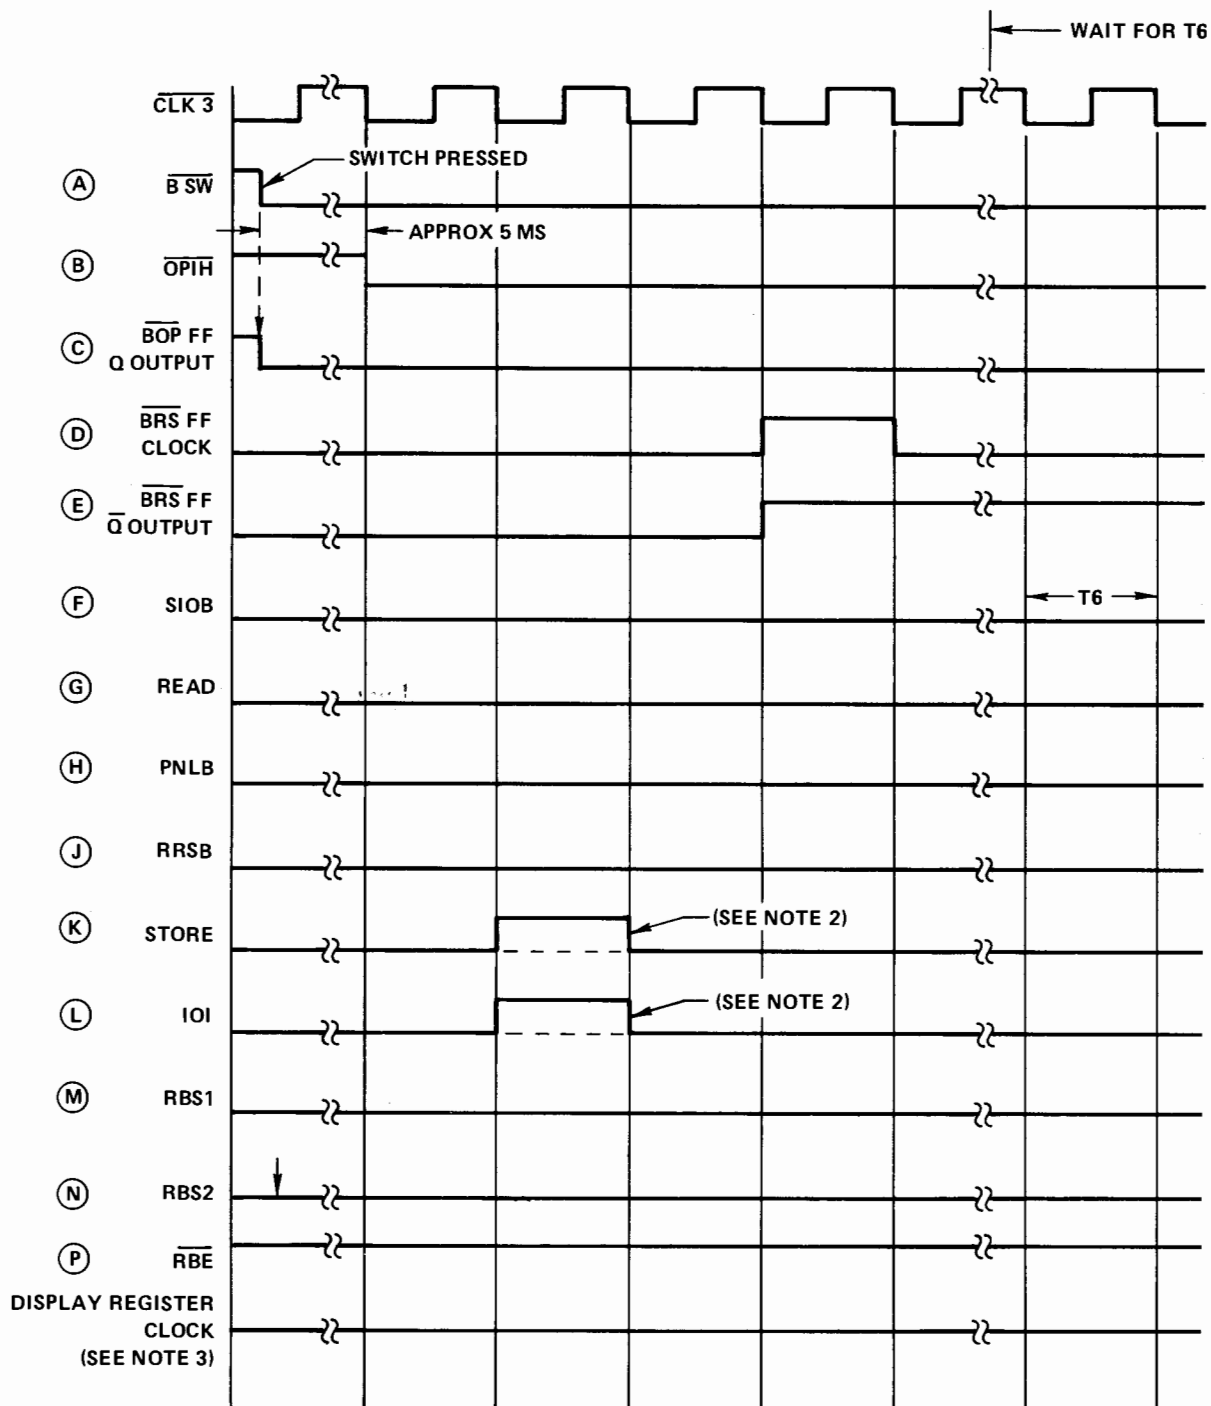 WAIT FOR T6
CLK 3
SWITCH PRESSED
A B SW
APPROX 5 MS
B OPIH
C BOP FF
Q OUTPUT
D BRS FF
CLOCK
E BRS FF
Q OUTPUT
F SIOB
T6
G READ
H PNLB
J RRSB
K STORE
(SEE NOTE 2)
L IOI
(SEE NOTE 2)
M RBS1
N RBS2
P RBE
DISPLAY REGISTER
CLOCK
(SEE NOTE 3)